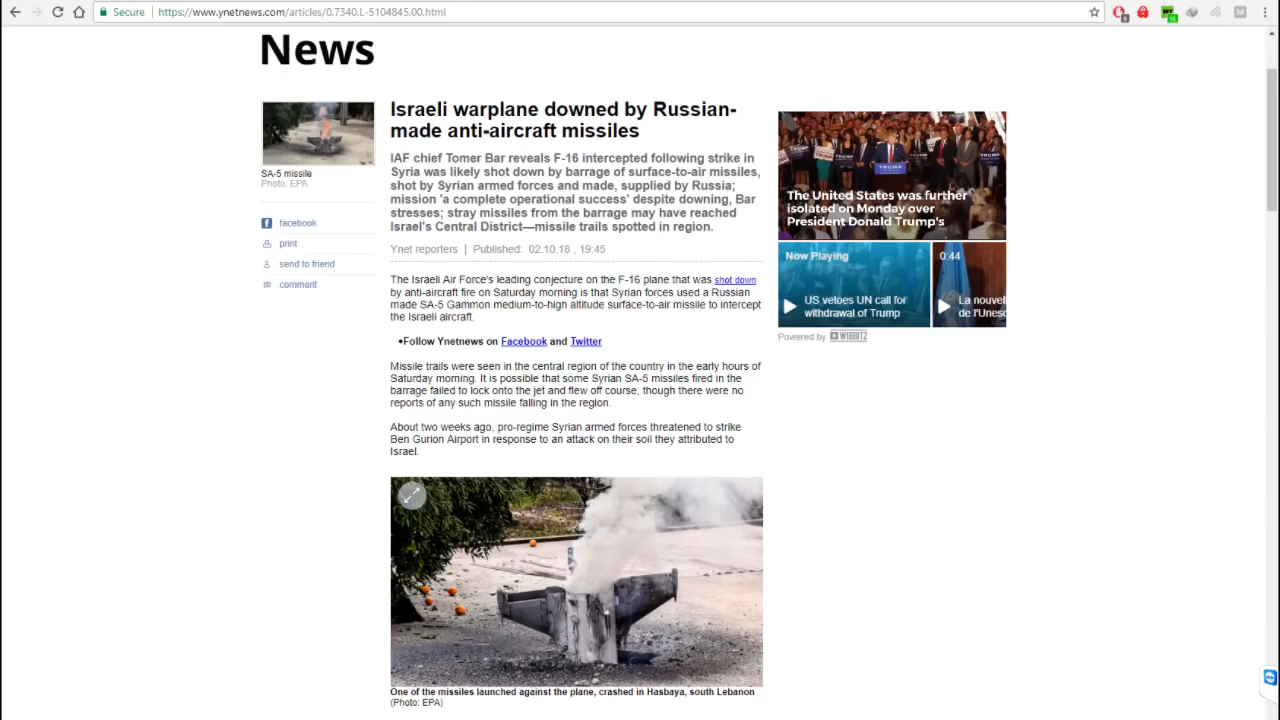 Secure | https://www.ynetnews.com/articles/0,7340,L-5104845,00.html
News
SA-5 missile
Photo: EPA
facebook
print
send to friend
comment
Israeli warplane downed by Russian-
made anti-aircraft missiles
IAF chief Tomer Bar reveals F-16 intercepted following strike in
Syria was likely shot down by barrage of surface-to-air missiles,
shot by Syrian armed forces and made, supplied by Russia;
mission 'a complete operational success' despite downing, Bar
stresses; stray missiles from the barrage may have reached
Israel's Central District—missile trails spotted in region.
Ynet reporters | Published: 02.10.18 , 19:45
The Israeli Air Force's leading conjecture on the F-16 plane that was shot down
by anti-aircraft fire on Saturday morning is that Syrian forces used a Russian
made SA-5 Gammon medium-to-high altitude surface-to-air missile to intercept
the Israeli aircraft.
•Follow Ynetnews on Facebook and Twitter
Missile trails were seen in the central region of the country in the early hours of
Saturday morning. It is possible that some Syrian SA-5 missiles fired in the
barrage failed to lock onto the jet and flew off course, though there were no
reports of any such missile falling in the region.
About two weeks ago, pro-regime Syrian armed forces threatened to strike
Ben Gurion Airport in response to an attack on their soil they attributed to
Israel.
One of the missiles launched against the plane, crashed in Hasbaya, south Lebanon
(Photo: EPA)
TRUMP
The United States was further
isolated on Monday over
President Donald Trump's
Now Playing
US vetoes UN call for
withdrawal of Trump
0:44
La nouvel
de l'Unesc
Powered by WIBBITZ